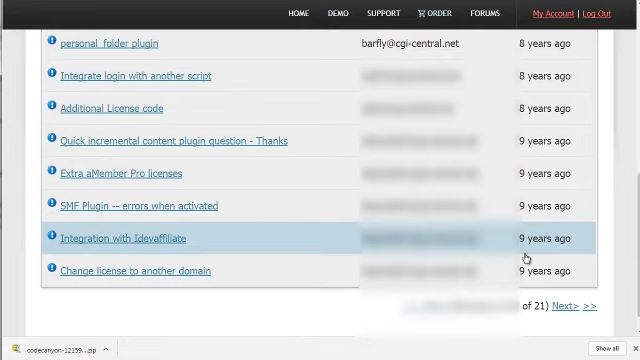 HOME DEMO SUPPORT ORDER FORUMS My Account | Log Out
personal_folder plugin barfly@cgi-central.net 8 years ago
Integrate login with another script 8 years ago
Additional License code 8 years ago
Quick incremental content plugin question - Thanks 9 years ago
Extra aMember Pro licenses 9 years ago
SMF Plugin -- errors when activated 9 years ago
Integration with Idevaffiliate 9 years ago
Change license to another domain 9 years ago
of 21) Next> >>
codecanyon-12159....zip Show all